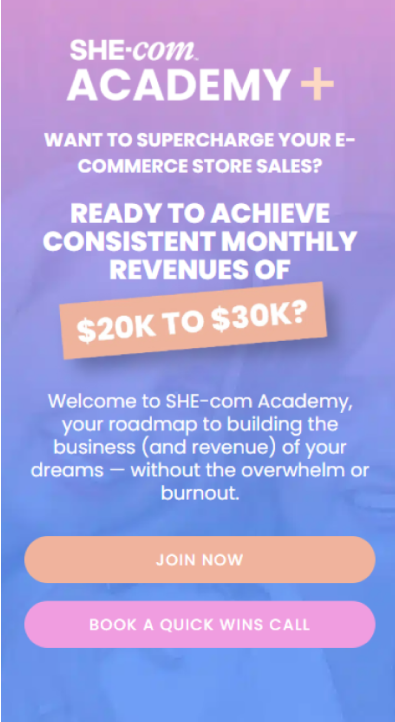 SHE·com™
ACADEMY +
WANT TO SUPERCHARGE YOUR E-
COMMERCE STORE SALES?
READY TO ACHIEVE
CONSISTENT MONTHLY
REVENUES OF
$20K TO $30K?
Welcome to SHE-com Academy,
your roadmap to building the
business (and revenue) of your
dreams — without the overwhelm or
burnout.
JOIN NOW
BOOK A QUICK WINS CALL